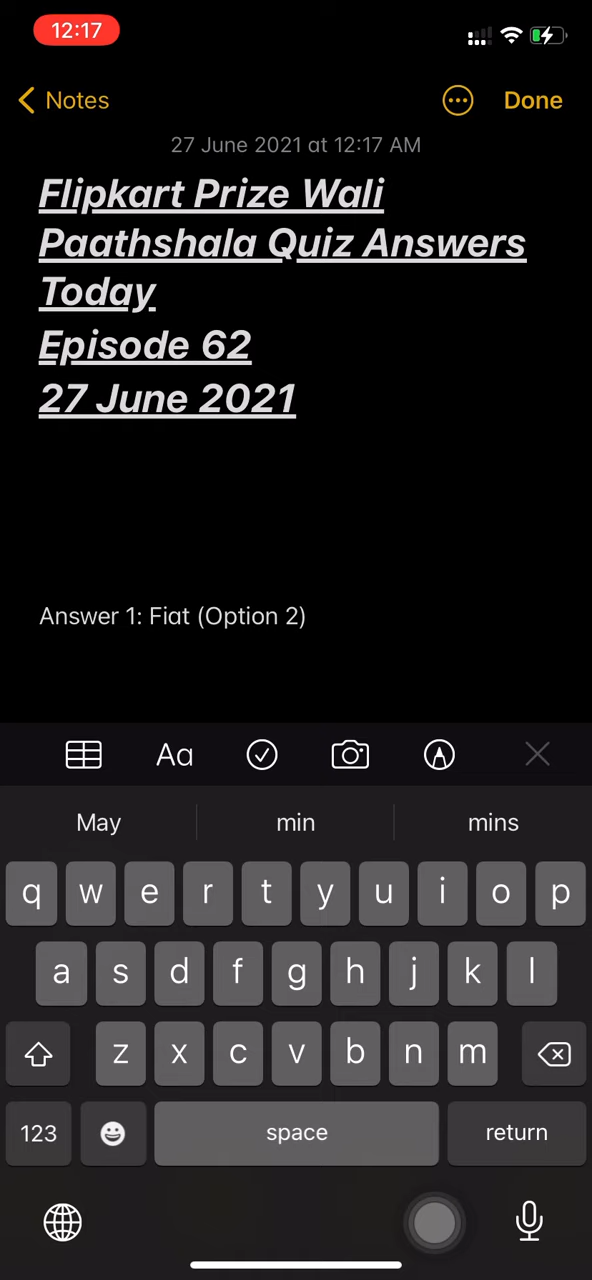 12:17
Notes
Done
27 June 2021 at 12:17 AM
Flipkart Prize Wali
Paathshala Quiz Answers
Today
Episode 62
27 June 2021
Answer 1: Fiat (Option 2)
Aa
May min mins
q w e r t y u i o p
a s d f g h j k l
z x c v b n m
123 space return